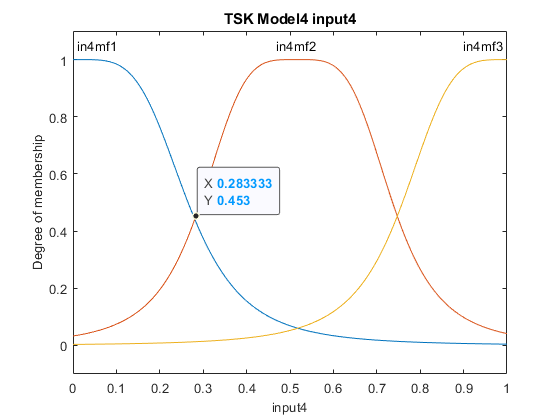 TSK Model4 input4
in4mf1 in4mf2 in4mf3
1
0.8
0.6
X 0.283333
Y 0.453
0.4
0.2
0
Degree of membership
0 0.1 0.2 0.3 0.4 0.5 0.6 0.7 0.8 0.9 1
input4